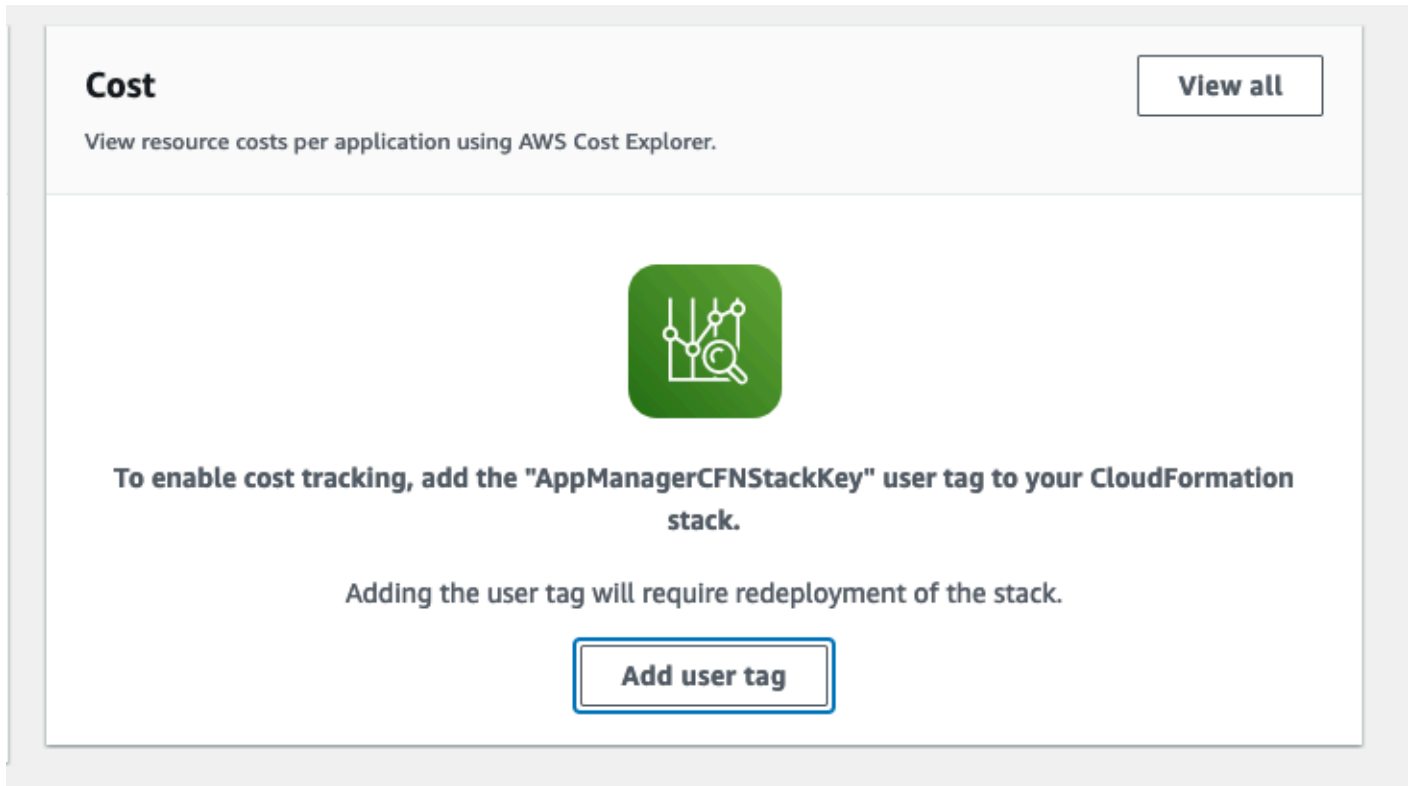 Cost
View all
View resource costs per application using AWS Cost Explorer.
To enable cost tracking, add the "AppManagerCFNStackKey" user tag to your CloudFormation
stack.
Adding the user tag will require redeployment of the stack.
Add user tag